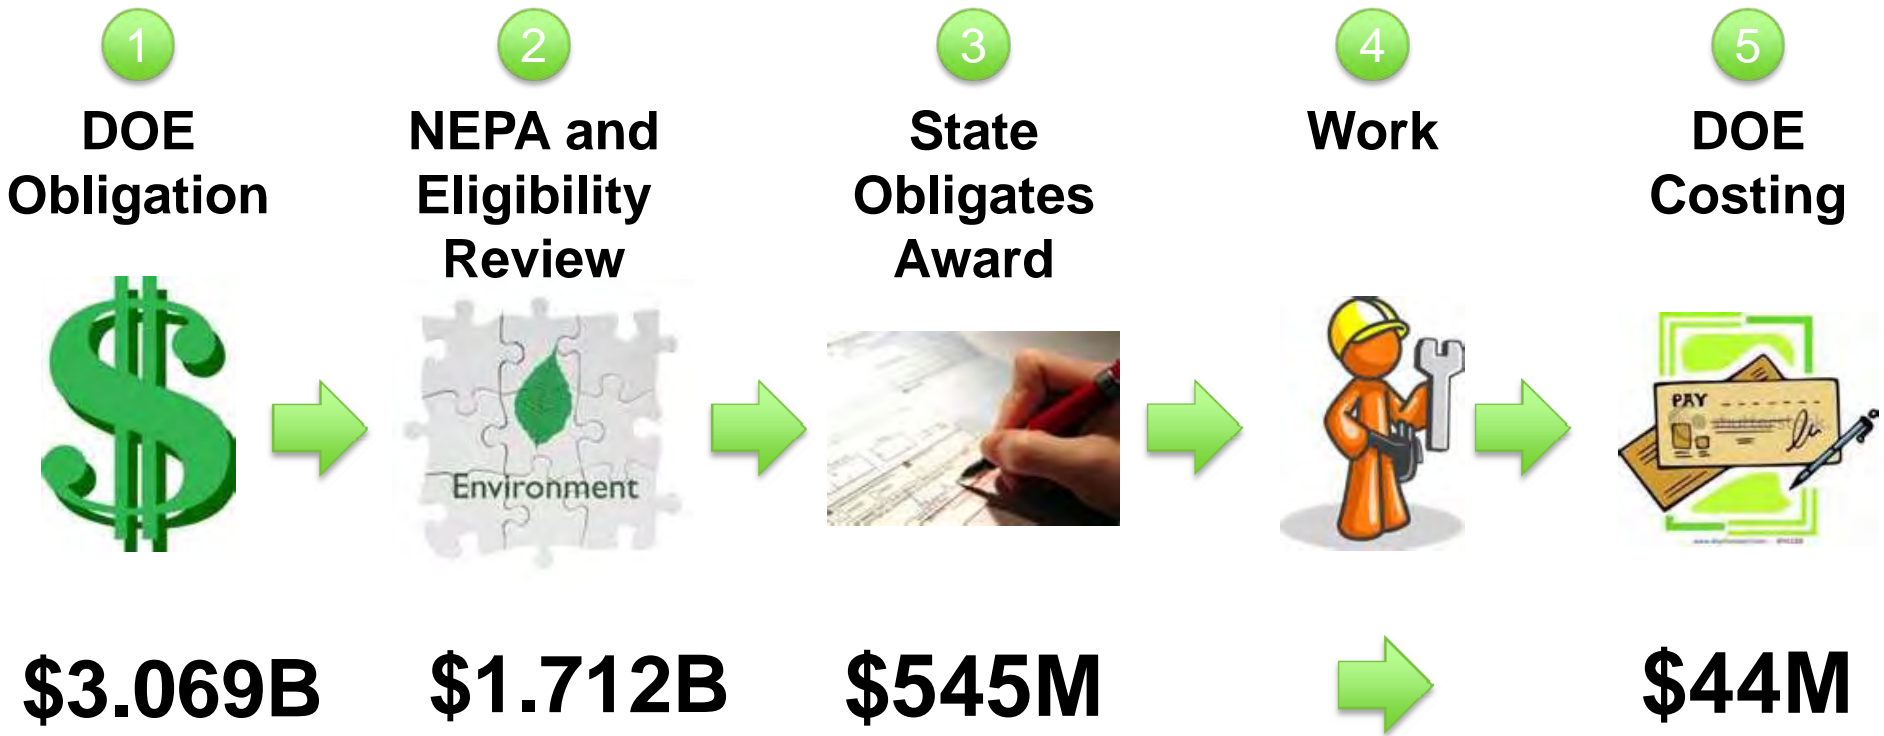 1
2
3
4
5
DOE
Obligation
NEPA and
Eligibility
Review
State
Obligates
Award
Work
DOE
Costing
Environment
PAY
shutterst
$3.069B
$1.712B
$545M
$44M